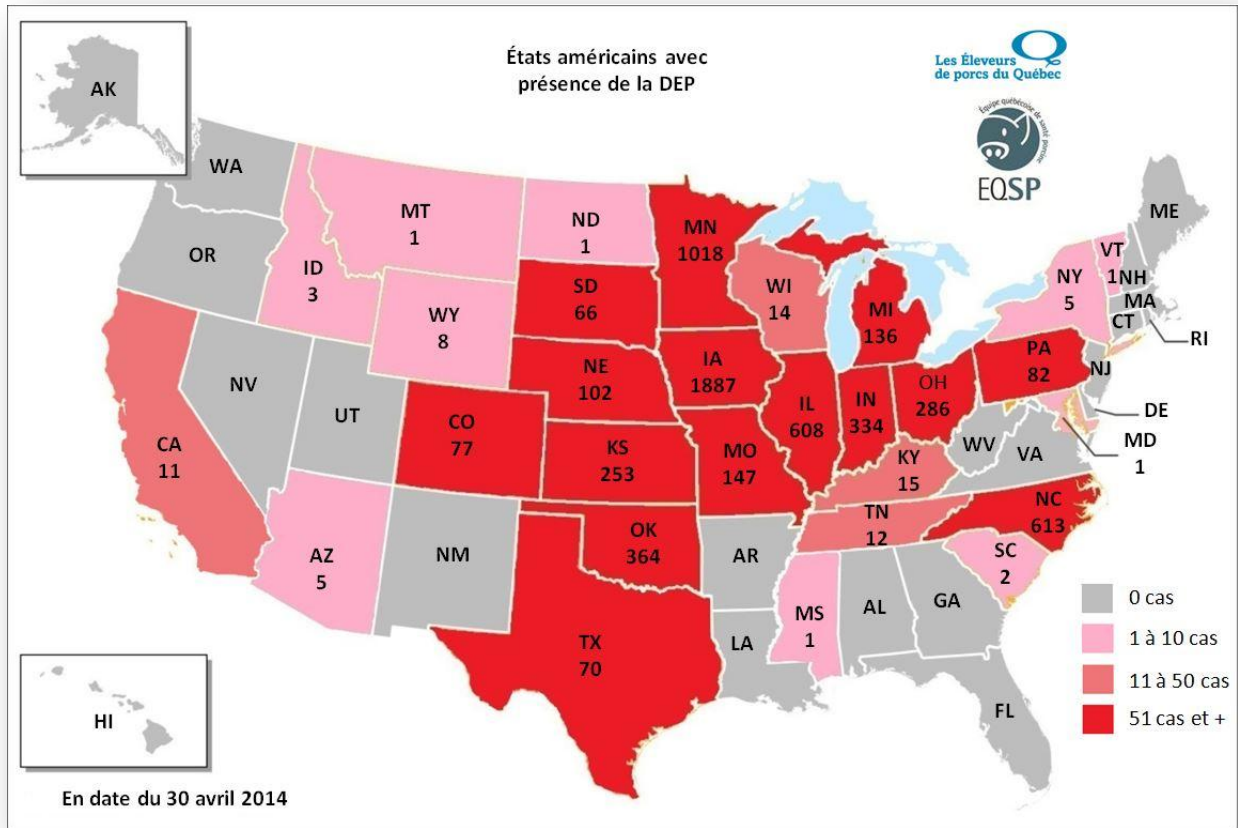 AK
États américains avec
présence de la DEP
Les Éleveurs
de porcs du Québec
Équipe québécoise de santé porcine
EQSP
WA
OR
ID
3
MT
1
ND
1
MN
1018
SD
66
WY
8
WI
14
MI
136
ME
VT
1
NH
NY
5
MA
CT
RI
NV
UT
CA
11
CO
77
NE
102
IA
1887
IL
608
IN
334
OH
286
PA
82
NJ
DE
MD
1
WV
VA
KS
253
MO
147
KY
15
AZ
5
NM
OK
364
AR
TN
12
NC
613
SC
2
TX
70
LA
MS
1
AL
GA
FL
HI
0 cas
1 à 10 cas
11 à 50 cas
51 cas et +
En date du 30 avril 2014